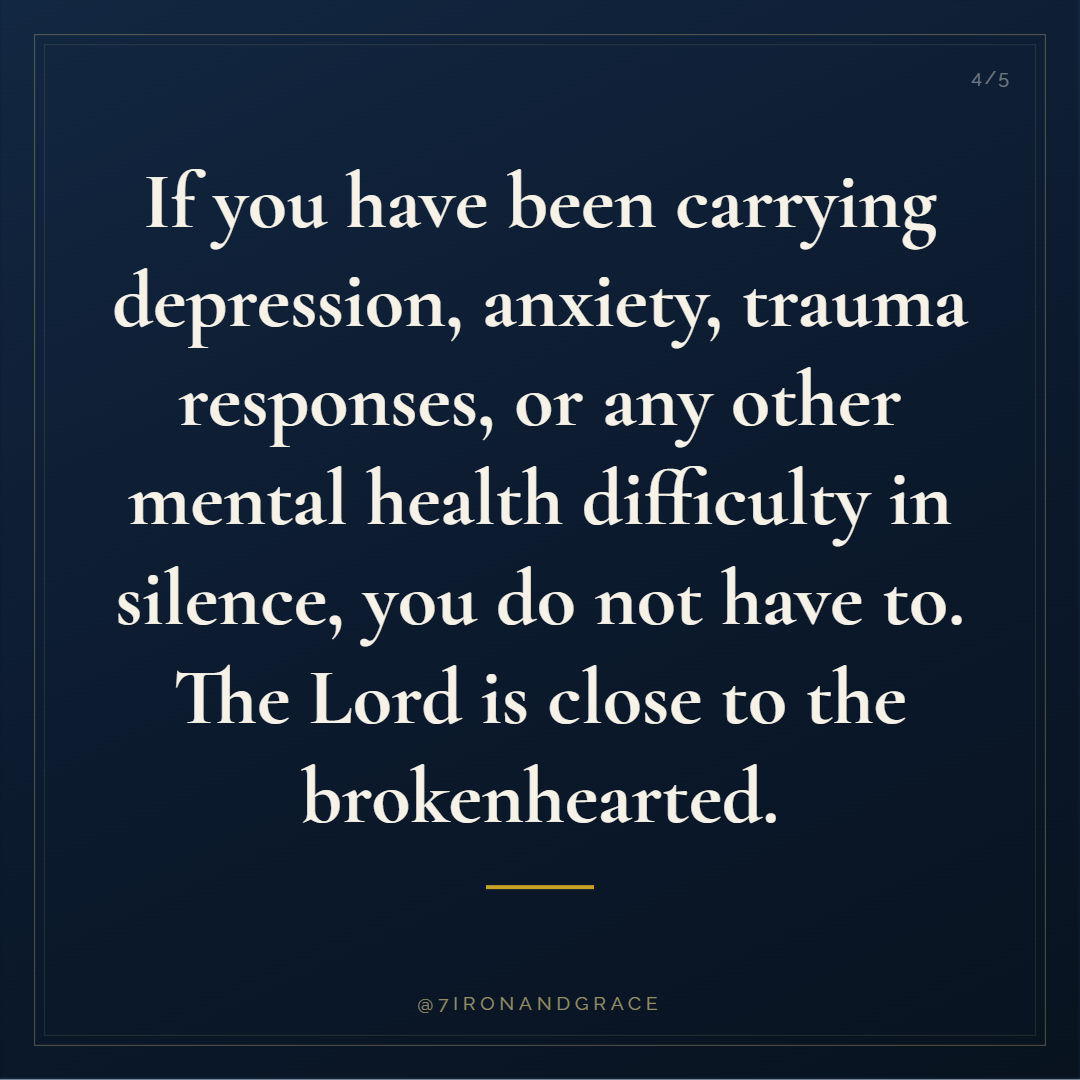 4/5
If you have been carrying
depression, anxiety, trauma
responses, or any other
mental health difficulty in
silence, you do not have to.
The Lord is close to the
brokenhearted.
@7IRONANDGRACE